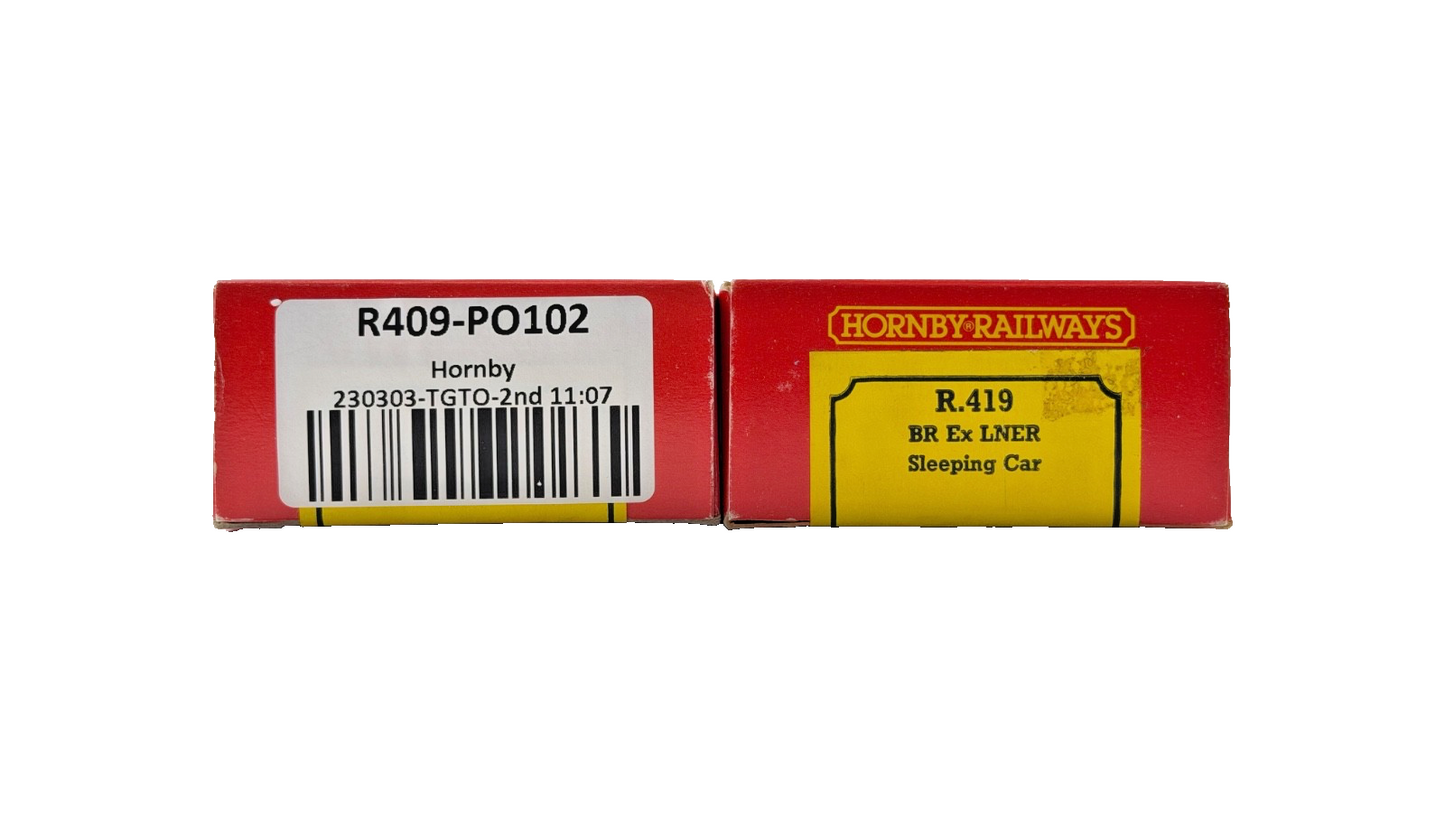 R409-PO102
Hornby
230303-TGTO-2nd 11:07
HORNBY® RAILWAYS
R.419
BR Ex LNER
Sleeping Car